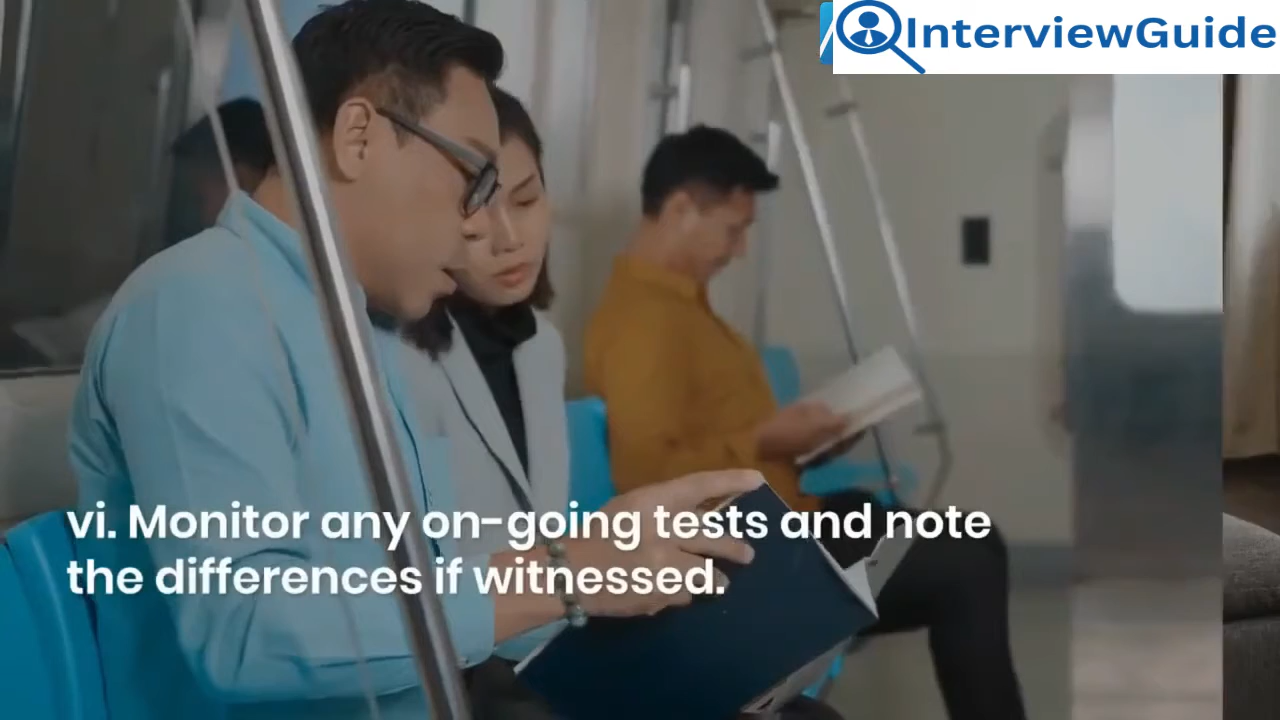 InterviewGuide
vi. Monitor any on-going tests and note
the differences if witnessed.